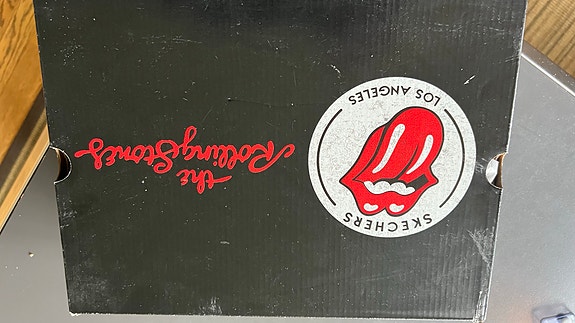 SKECHERS
LOS ANGELES
the
Rolling Stones